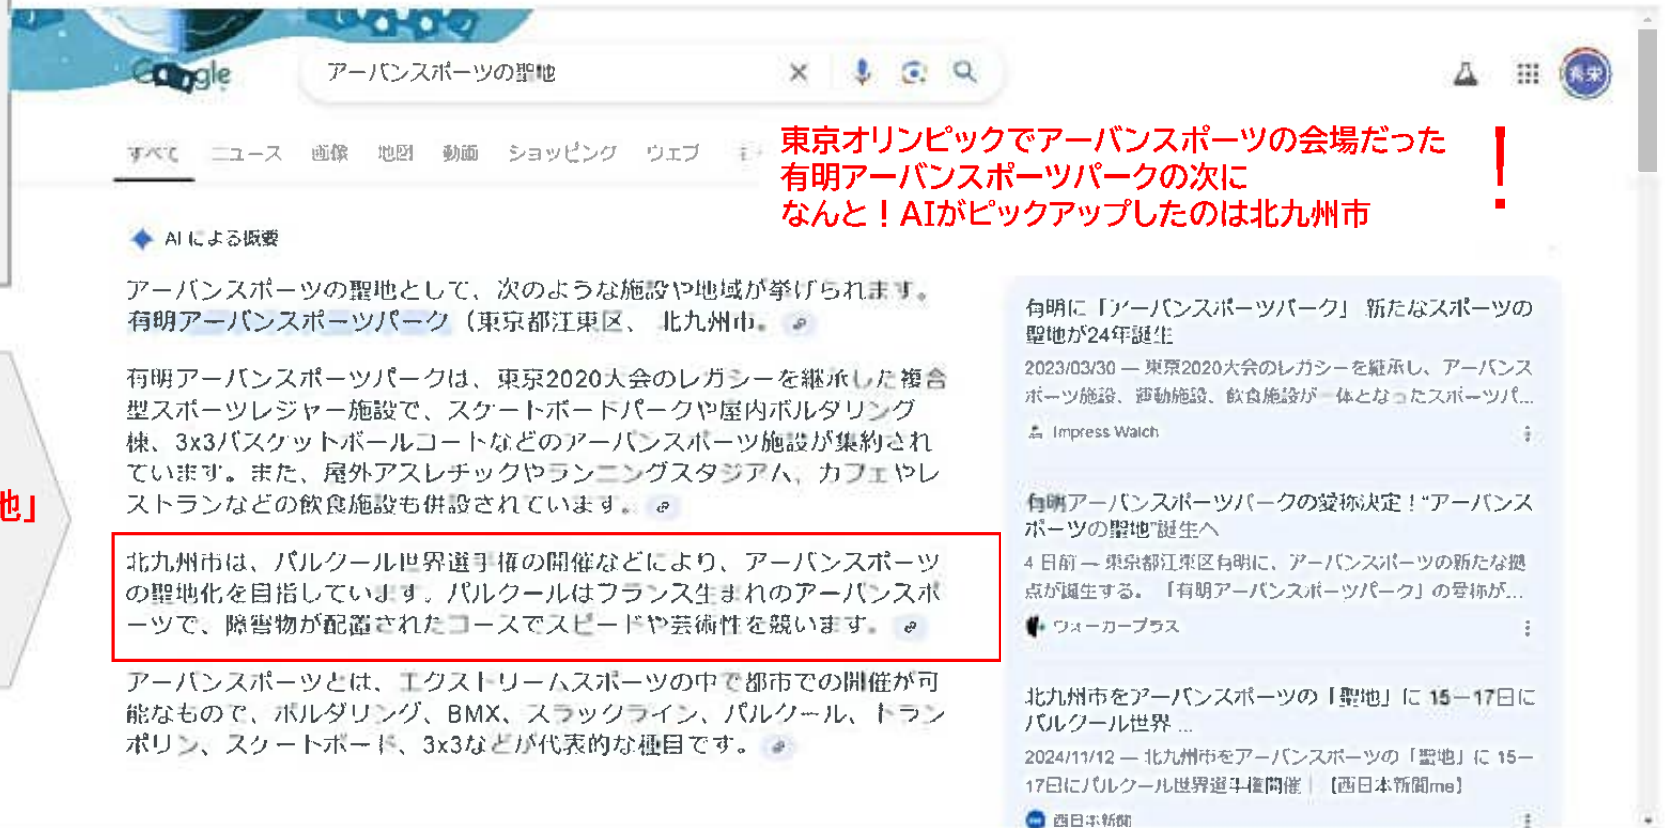 Google
アーバンスポーツの聖地
秀栄
すべて ニュース 画像 地図 動画 ショッピング ウェブ
東京オリンピックでアーバンスポーツの会場だった
有明アーバンスポーツパークの次に
なんと！AIがピックアップしたのは北九州市
！
AI による概要
アーバンスポーツの聖地として、次のような施設や地域が挙げられます。
有明アーバンスポーツパーク（東京都江東区、 北九州市。
有明アーバンスポーツパークは、東京2020大会のレガシーを継承した複合
型スポーツレジャー施設で、スケートボードパークや屋内ボルダリング
棟、3x3バスケットボールコートなどのアーバンスポーツ施設が集約され
ています。また、屋外アスレチックやランニングスタジアム、カフェやレ
ストランなどの飲食施設も併設されています。
地」
北九州市は、パルクール世界選手権の開催などにより、アーバンスポーツ
の聖地化を目指しています。パルクールはフランス生まれのアーバンスポ
ーツで、障害物が配置されたコースでスピードや芸術性を競います。
アーバンスポーツとは、エクストリームスポーツの中で都市での開催が可
能なもので、ボルダリング、BMX、スラックライン、パルクール、トラン
ポリン、スケートボード、3x3などが代表的な種目です。
有明に「アーバンスポーツパーク」 新たなスポーツの
聖地が24年誕生
2023/03/30 — 東京2020大会のレガシーを継承し、アーバンス
ポーツ施設、運動施設、飲食施設が一体となったスポーツパ...
Impress Watch
有明アーバンスポーツパークの愛称決定！“アーバンス
ポーツの聖地”誕生へ
4 日前 — 東京都江東区有明に、アーバンスポーツの新たな拠
点が誕生する。「有明アーバンスポーツパーク」の愛称が...
ウォーカープラス
北九州市をアーバンスポーツの「聖地」に 15―17日に
パルクール世界 ...
2024/11/12 — 北九州市をアーバンスポーツの「聖地」に 15―
17日にパルクール世界選手権開催｜【西日本新聞me】
西日本新聞